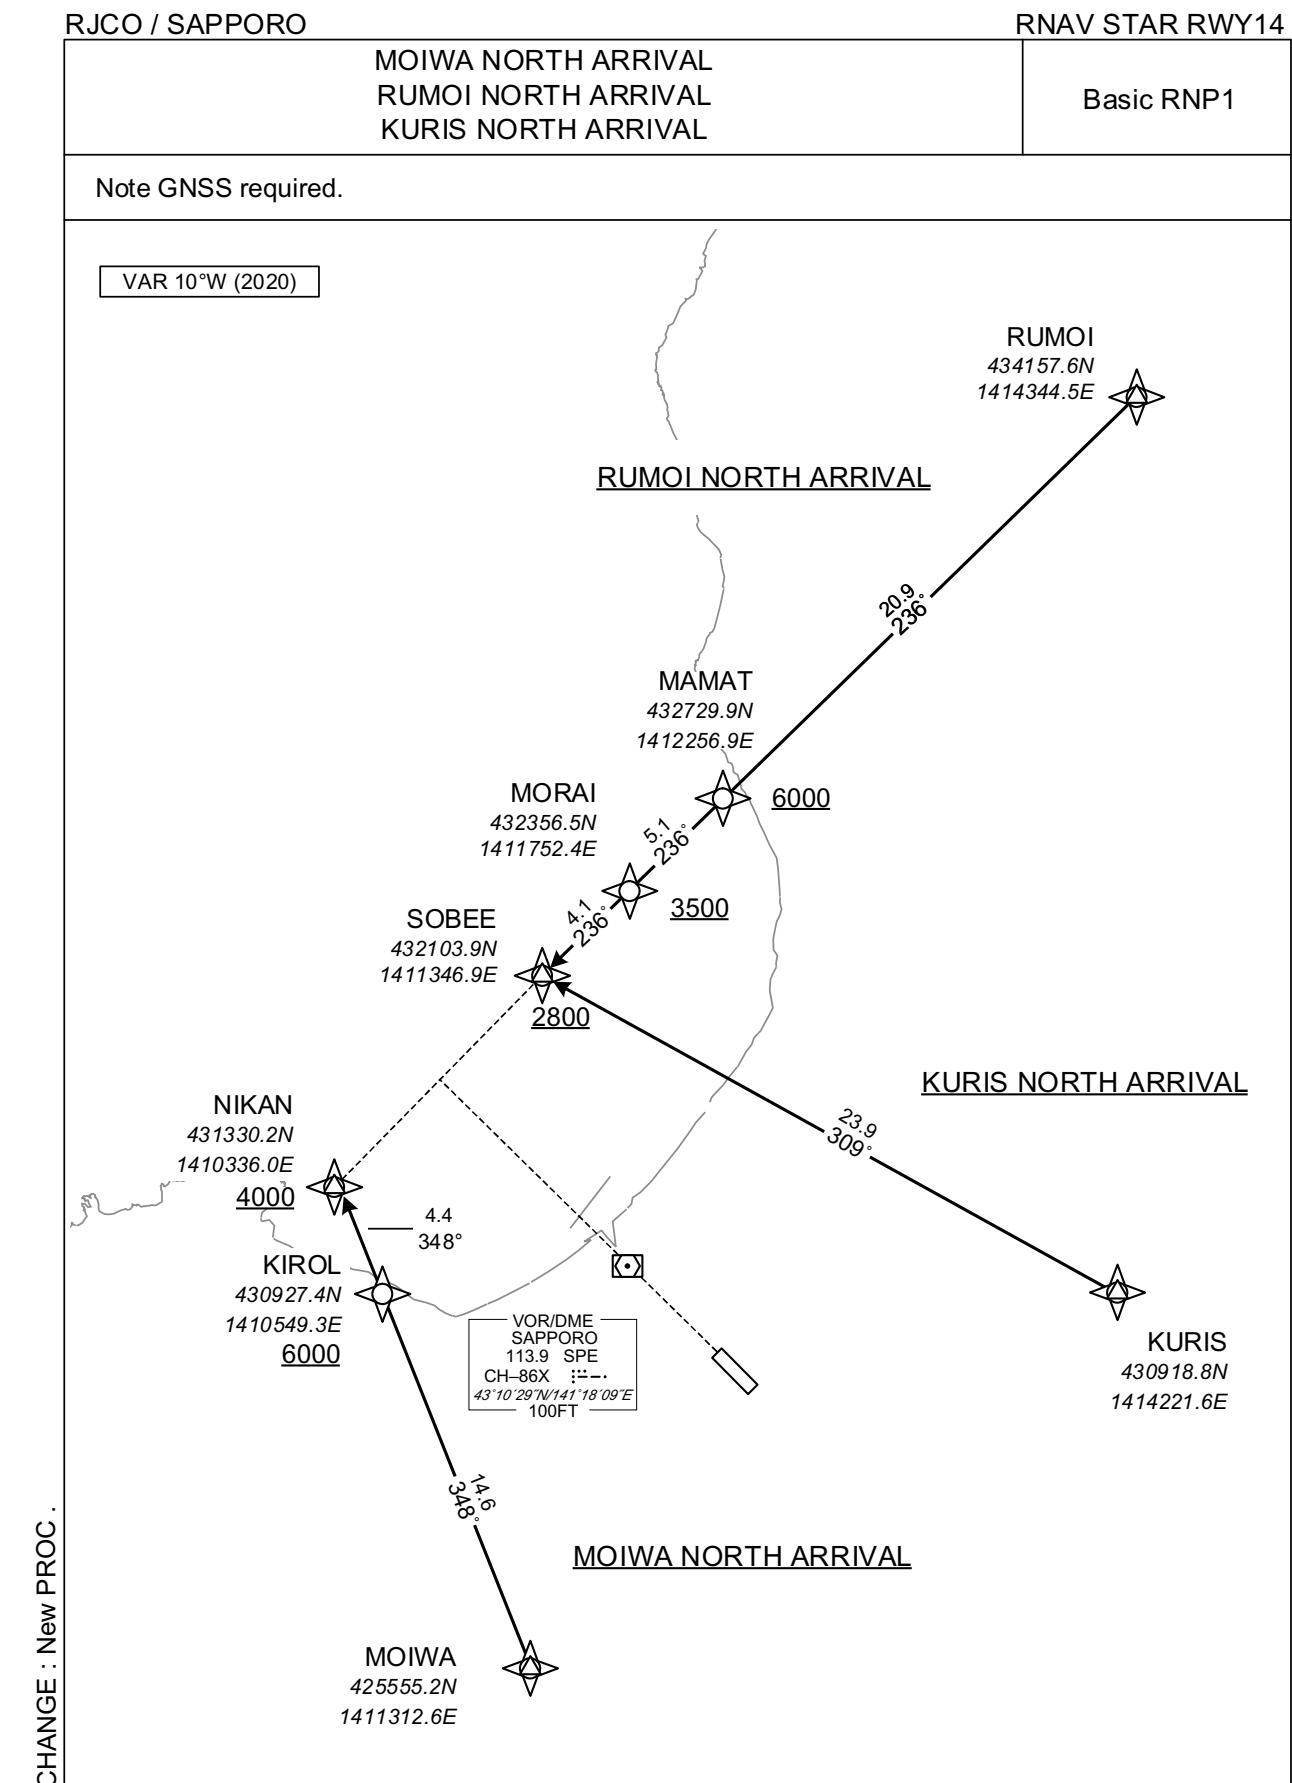 RJCO / SAPPORO
RNAV STAR RWY14
MOIWA NORTH ARRIVAL
RUMOI NORTH ARRIVAL
KURIS NORTH ARRIVAL
Basic RNP1
Note GNSS required.
VAR 10°W (2020)
RUMOI
434157.6N
1414344.5E
RUMOI NORTH ARRIVAL
20.9
236°
MAMAT
432729.9N
1412256.9E
6000
MORAI
432356.5N
1411752.4E
5.1
236°
3500
SOBEE
432103.9N
1411346.9E
4.1
236°
2800
KURIS NORTH ARRIVAL
NIKAN
431330.2N
1410336.0E
4000
23.9
309°
4.4
348°
KIROL
430927.4N
1410549.3E
6000
VOR/DME
SAPPORO
113.9 SPE
CH–86X
43°10′29″N/141°18′09″E
100FT
KURIS
430918.8N
1414221.6E
14.6
348°
MOIWA NORTH ARRIVAL
MOIWA
425555.2N
1411312.6E
CHANGE : New PROC .